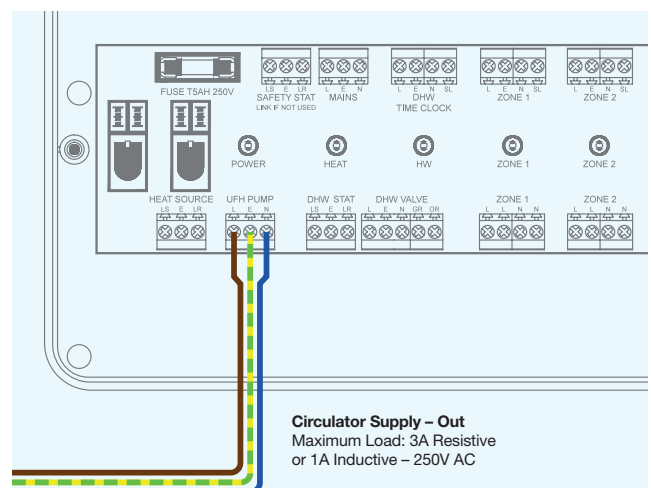 LS E LR
L E N
L E N SL
L E N SL
L E N SL
FUSE T5AH 250V
SAFETY STAT
LINK IF NOT USED
MAINS
DHW
TIME CLOCK
ZONE 1
ZONE 2
POWER
HEAT
HW
ZONE 1
ZONE 2
HEAT SOURCE
LS E LR
UFH PUMP
L E N
DHW STAT
LS E LR
DHW VALVE
L E N GR OR
ZONE 1
L L N N
ZONE 2
L L N N
Circulator Supply – Out
Maximum Load: 3A Resistive
or 1A Inductive – 250V AC